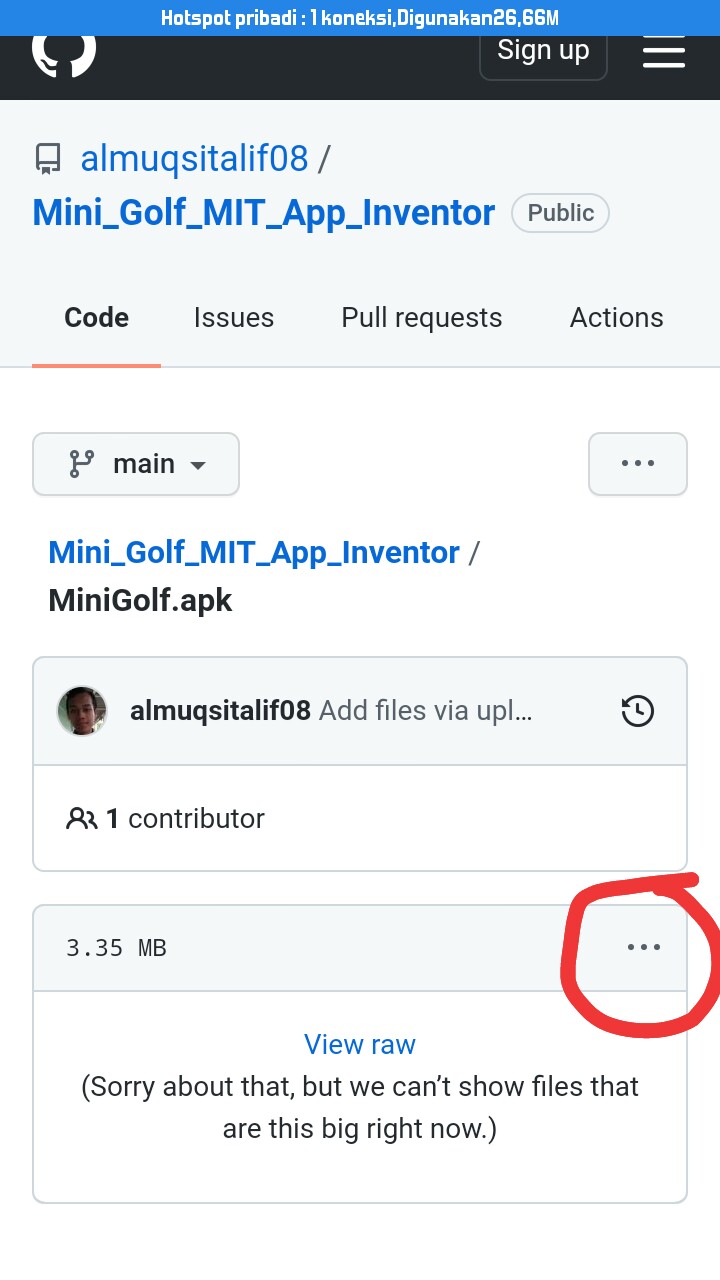 Hotspot pribadi : 1 koneksi,Digunakan26,66M
Sign up
almuqsitalif08 /
Mini_Golf_MIT_App_Inventor Public
Code Issues Pull requests Actions
main ...
Mini_Golf_MIT_App_Inventor /
MiniGolf.apk
almuqsitalif08 Add files via upl...
1 contributor
3.35 MB ...
View raw
(Sorry about that, but we can’t show files that
are this big right now.)